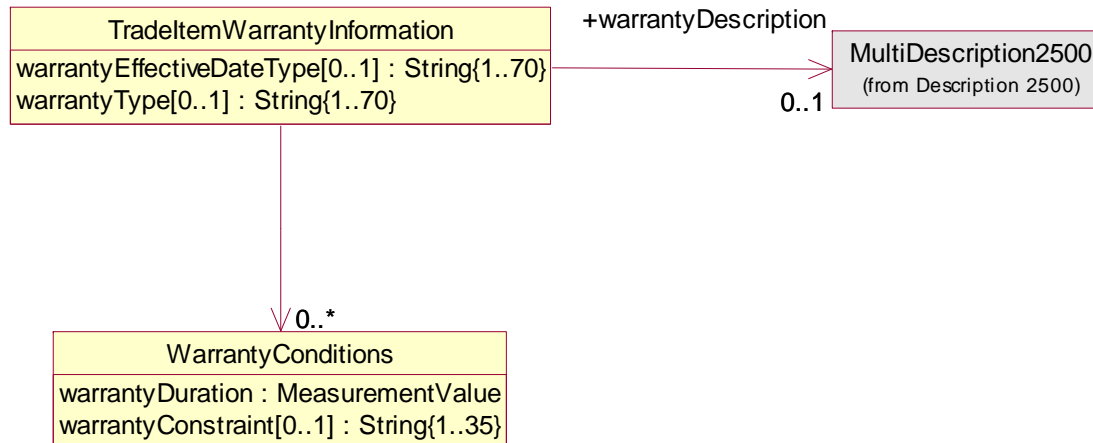 TradeItemWarrantyInformation
warrantyEffectiveDateType[0..1] : String{1..70}
warrantyType[0..1] : String{1..70}
+warrantyDescription
0..1
MultiDescription2500
(from Description 2500)
0..*
WarrantyConditions
warrantyDuration : MeasurementValue
warrantyConstraint[0..1] : String{1..35}